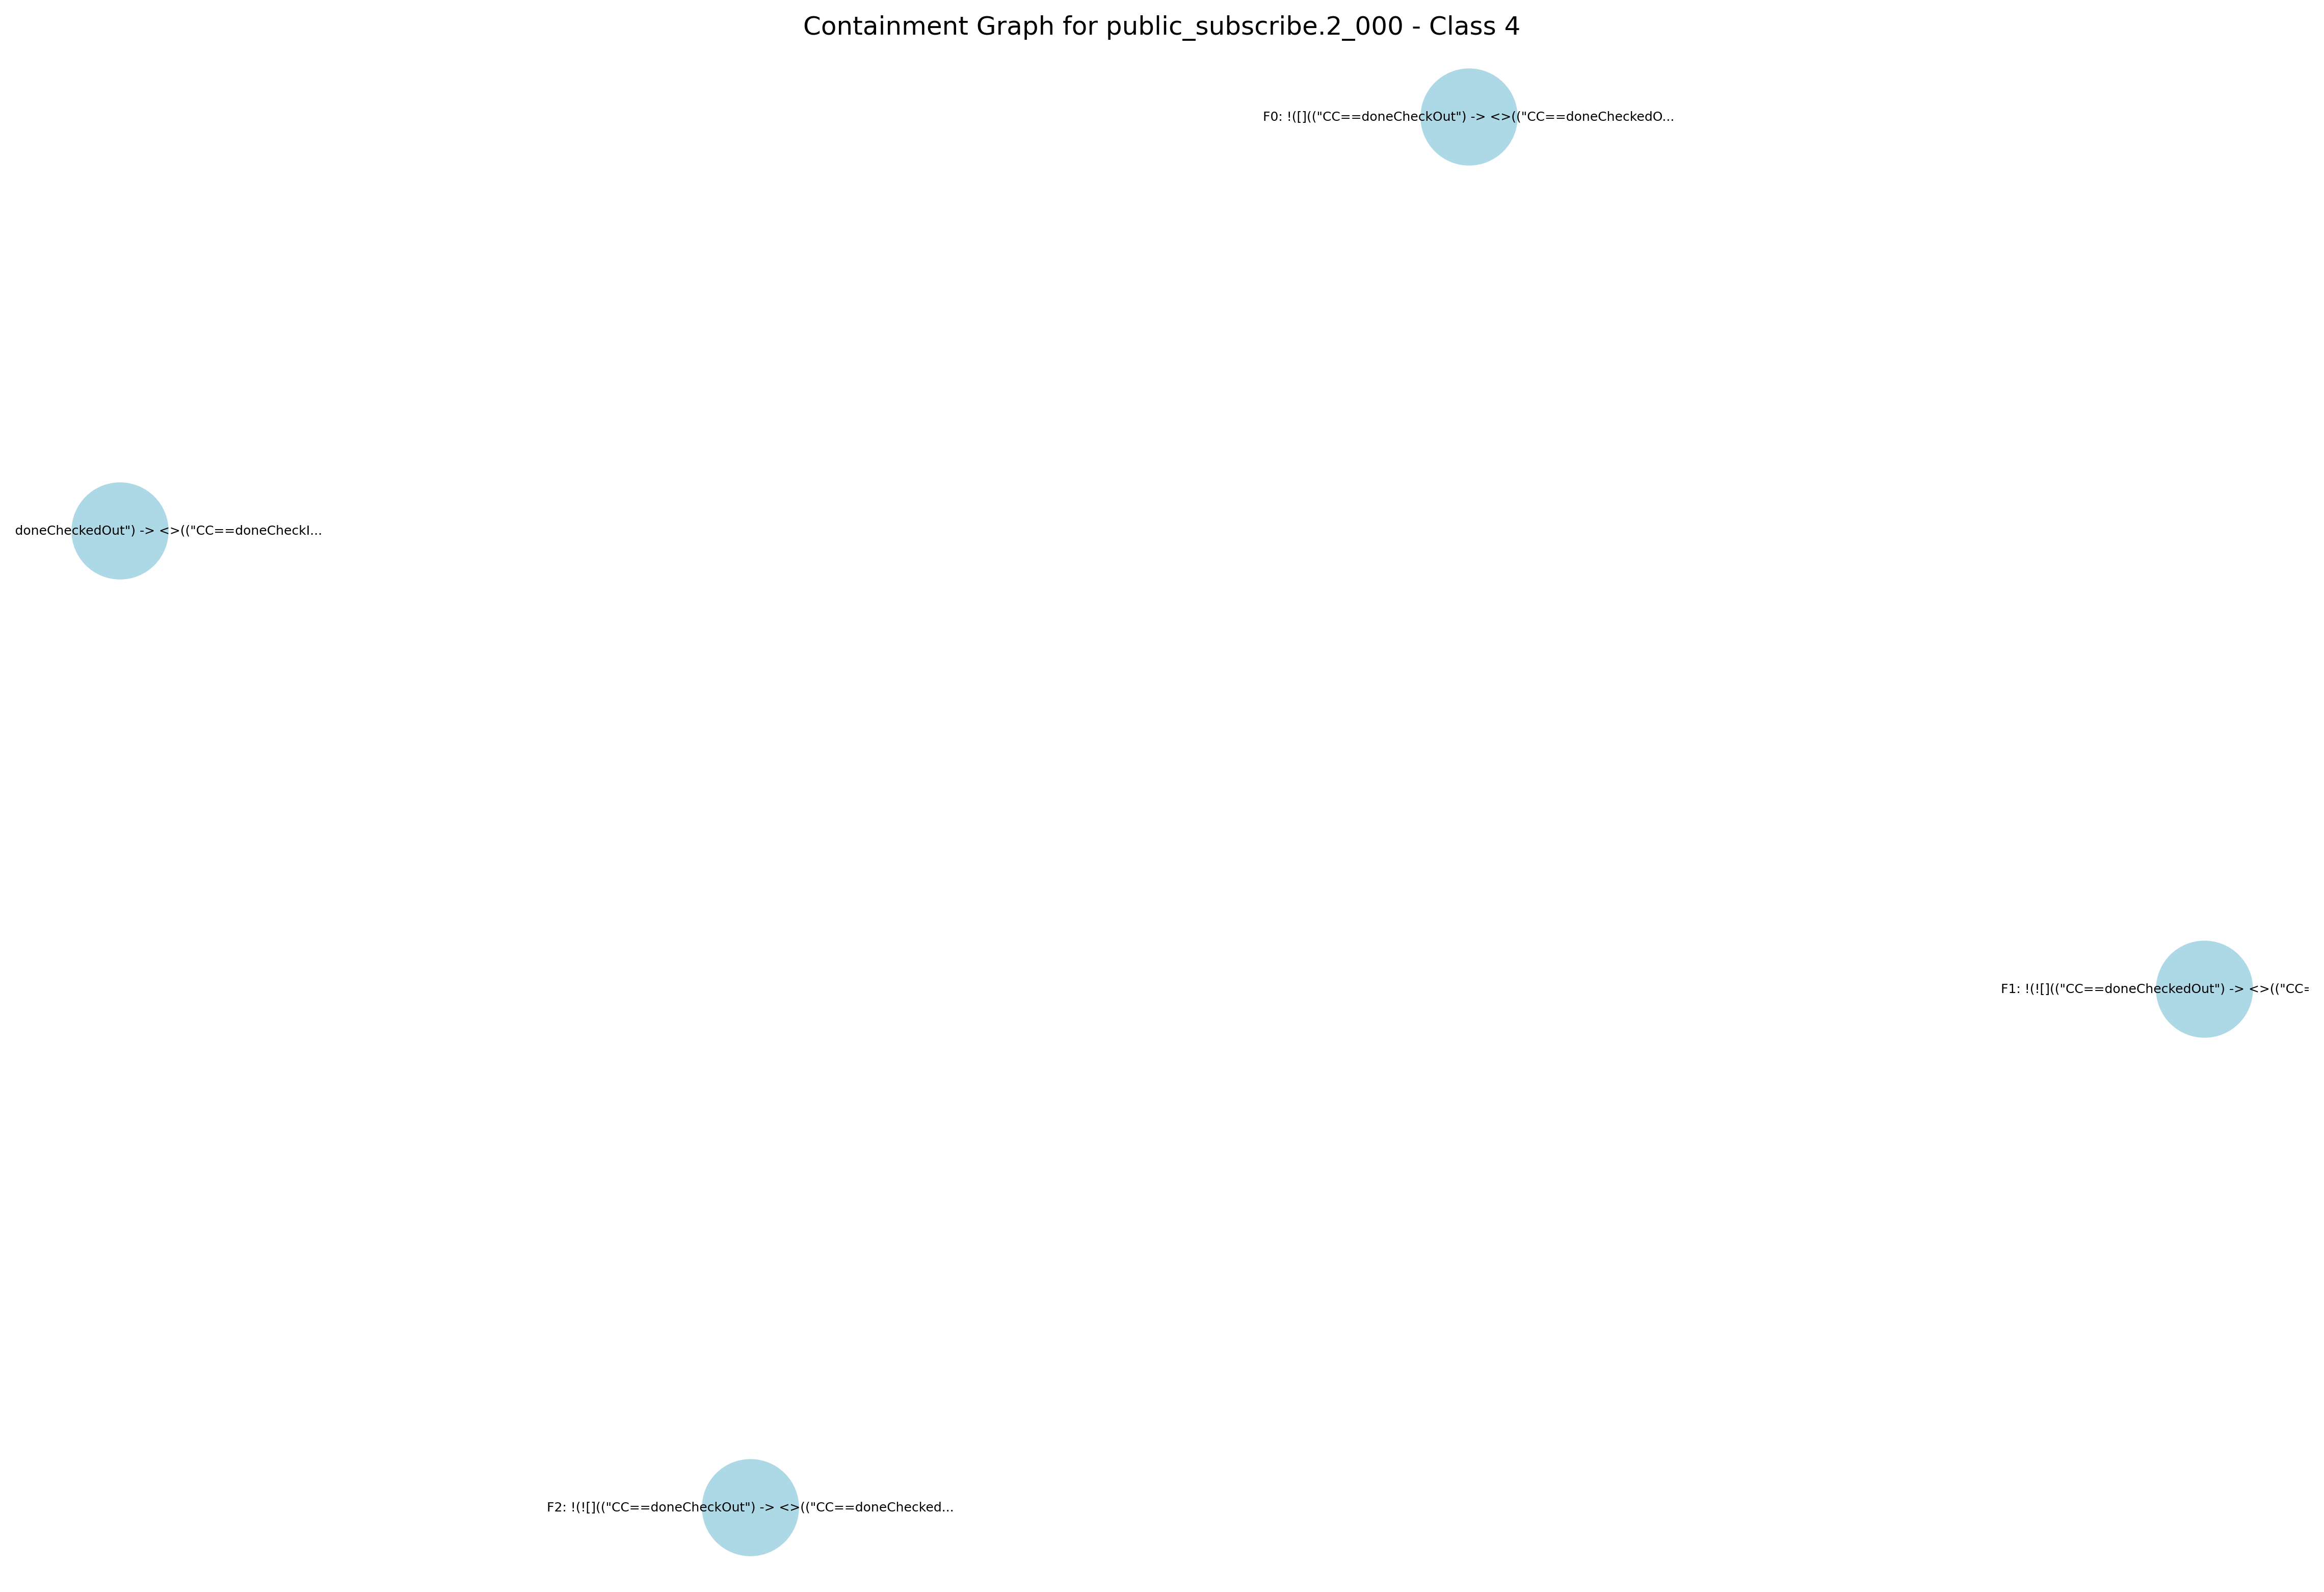 Containment Graph for public_subscribe.2_000 - Class 4
F0: !([](("CC==doneCheckOut") -> <>(("CC==doneCheckedO...
doneCheckedOut") -> <>(("CC==doneCheckI...
F1: !(![](("CC==doneCheckedOut") -> <>(("CC=
F2: !(![](("CC==doneCheckOut") -> <>(("CC==doneChecked...